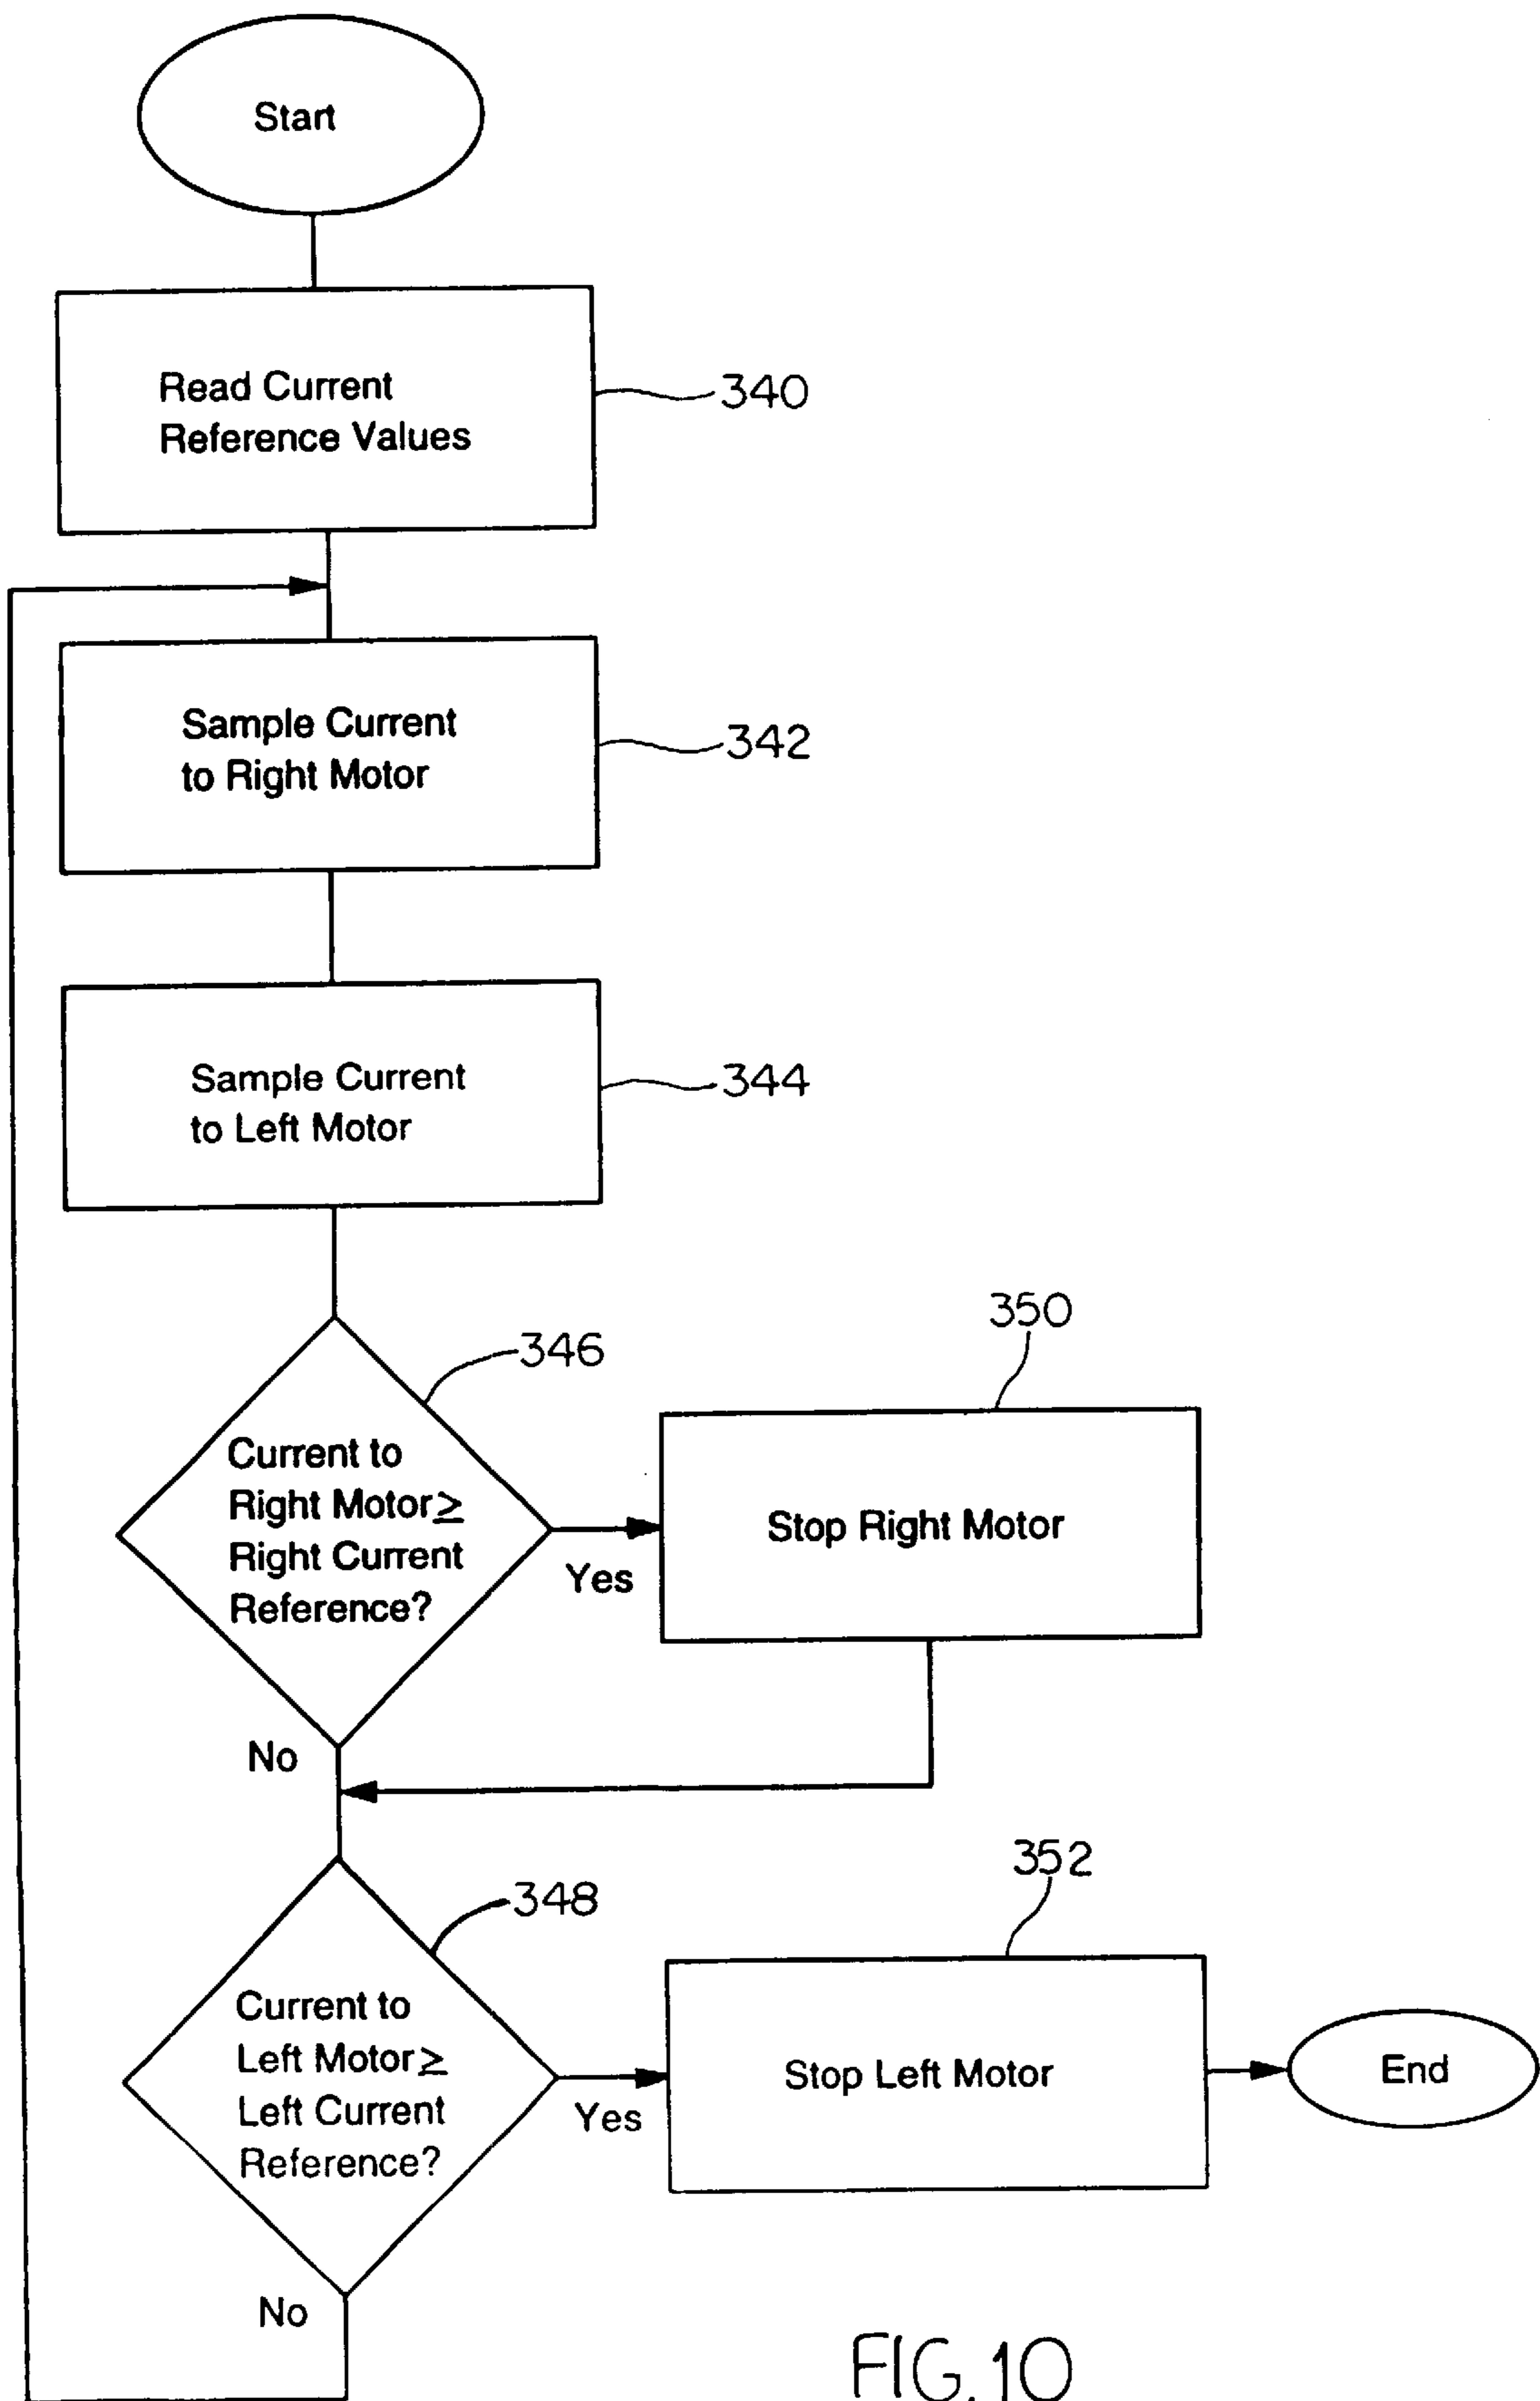 Start
Read Current
Reference Values
340
Sample Current
to Right Motor
342
Sample Current
to Left Motor
344
346
Current to
Right Motor ≥
Right Current
Reference?
Yes
350
Stop Right Motor
No
348
Current to
Left Motor ≥
Left Current
Reference?
Yes
352
Stop Left Motor
End
No
FIG. 10